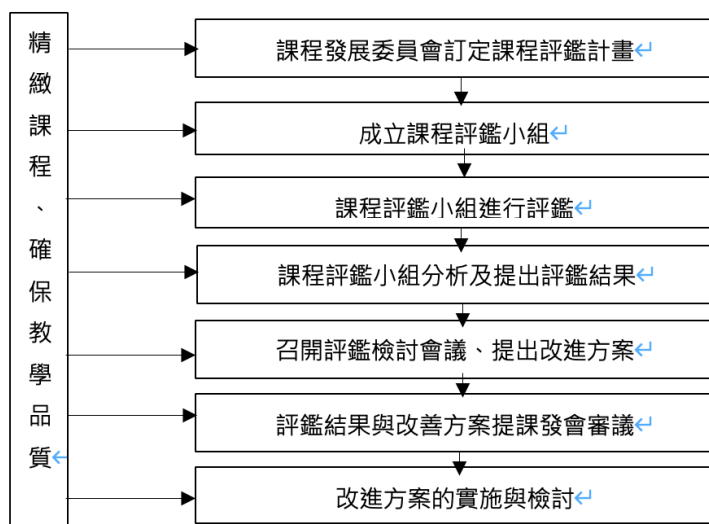 精緻課程、確保教學品質
課程發展委員會訂定課程評鑑計畫
成立課程評鑑小組
課程評鑑小組進行評鑑
課程評鑑小組分析及提出評鑑結果
召開評鑑檢討會議、提出改進方案
評鑑結果與改善方案提課發會審議
改進方案的實施與檢討